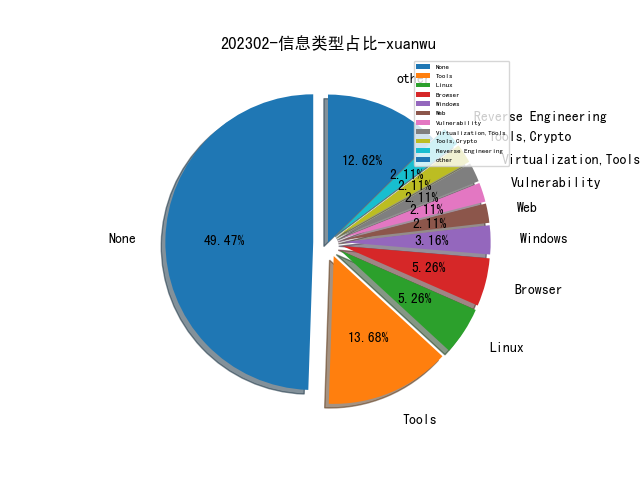 202302-信息类型占比-xuanwu
other
None
Tools
Linux
Browser
Windows
Web
Vulnerability
Virtualization,Tools
Tools,Crypto
Reverse Engineering
other
Reverse Engineering
Tools,Crypto
Virtualization,Tools
Vulnerability
Web
Windows
Browser
Linux
Tools
None
12.62%
2.11%
2.11%
2.11%
2.11%
2.11%
3.16%
5.26%
5.26%
13.68%
49.47%